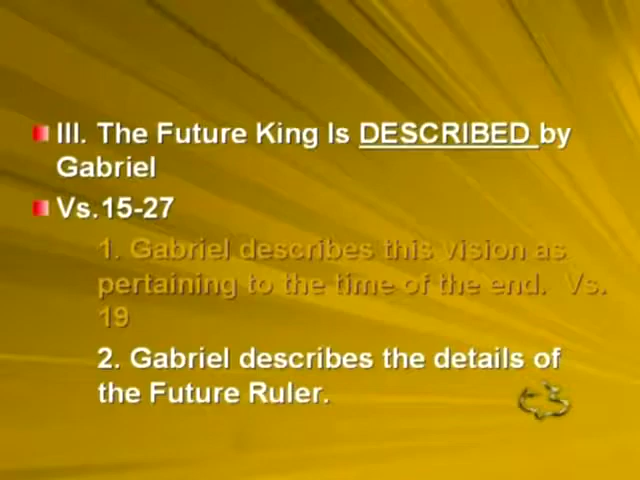 III. The Future King Is DESCRIBED by
Gabriel
Vs.15-27
1. Gabriel describes this vision as
pertaining to the time of the end. Vs.
19
2. Gabriel describes the details of
the Future Ruler.